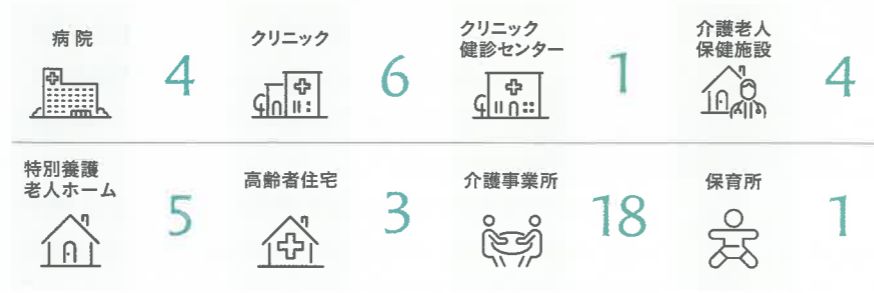 病院
4
クリニック
6
クリニック
健診センター
1
介護老人
保健施設
4
特別養護
老人ホーム
5
高齢者住宅
3
介護事業所
18
保育所
1